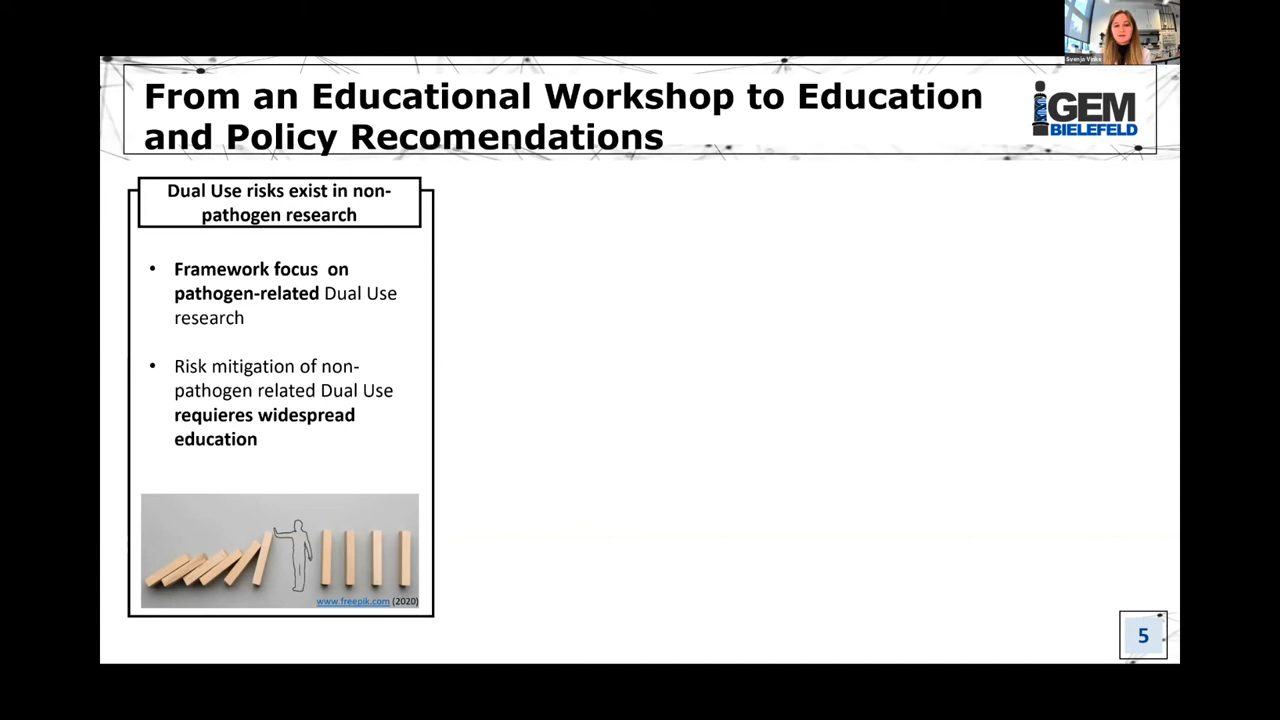 Svenja Vinke
From an Educational Workshop to Education
and Policy Recomendations
iGEM
BIELEFELD
Dual Use risks exist in non-
pathogen research
• Framework focus on
pathogen-related Dual Use
research
• Risk mitigation of non-
pathogen related Dual Use
requieres widespread
education
www.freepik.com (2020)
5